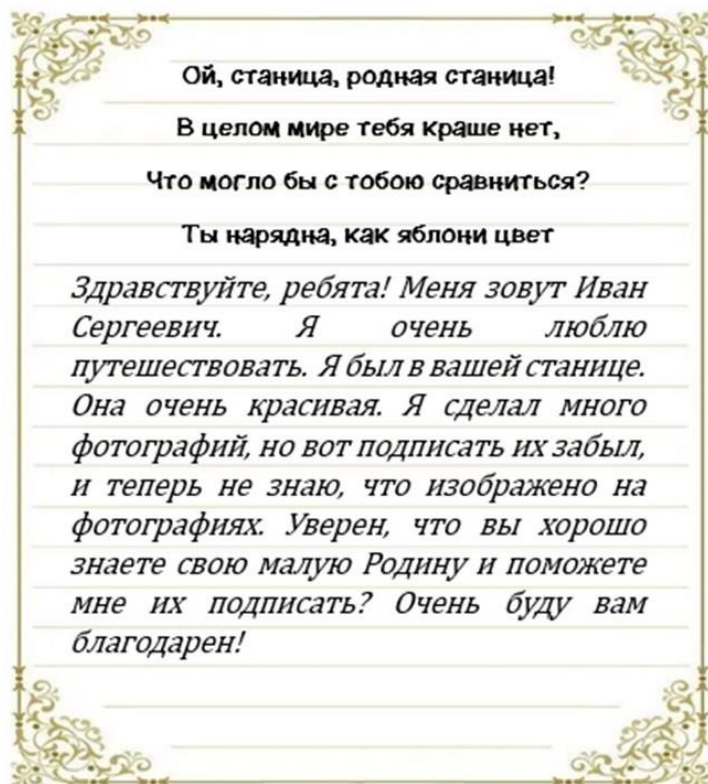 Ой, станица, родная станица!
В целом мире тебя краше нет,
Что могло бы с тобою сравниться?
Ты нарядна, как яблони цвет
Здравствуйте, ребята! Меня зовут Иван
Сергеевич. Я очень люблю
путешествовать. Я был в вашей станице.
Она очень красивая. Я сделал много
фотографий, но вот подписать их забыл,
и теперь не знаю, что изображено на
фотографиях. Уверен, что вы хорошо
знаете свою малую Родину и поможете
мне их подписать? Очень буду вам
благодарен!